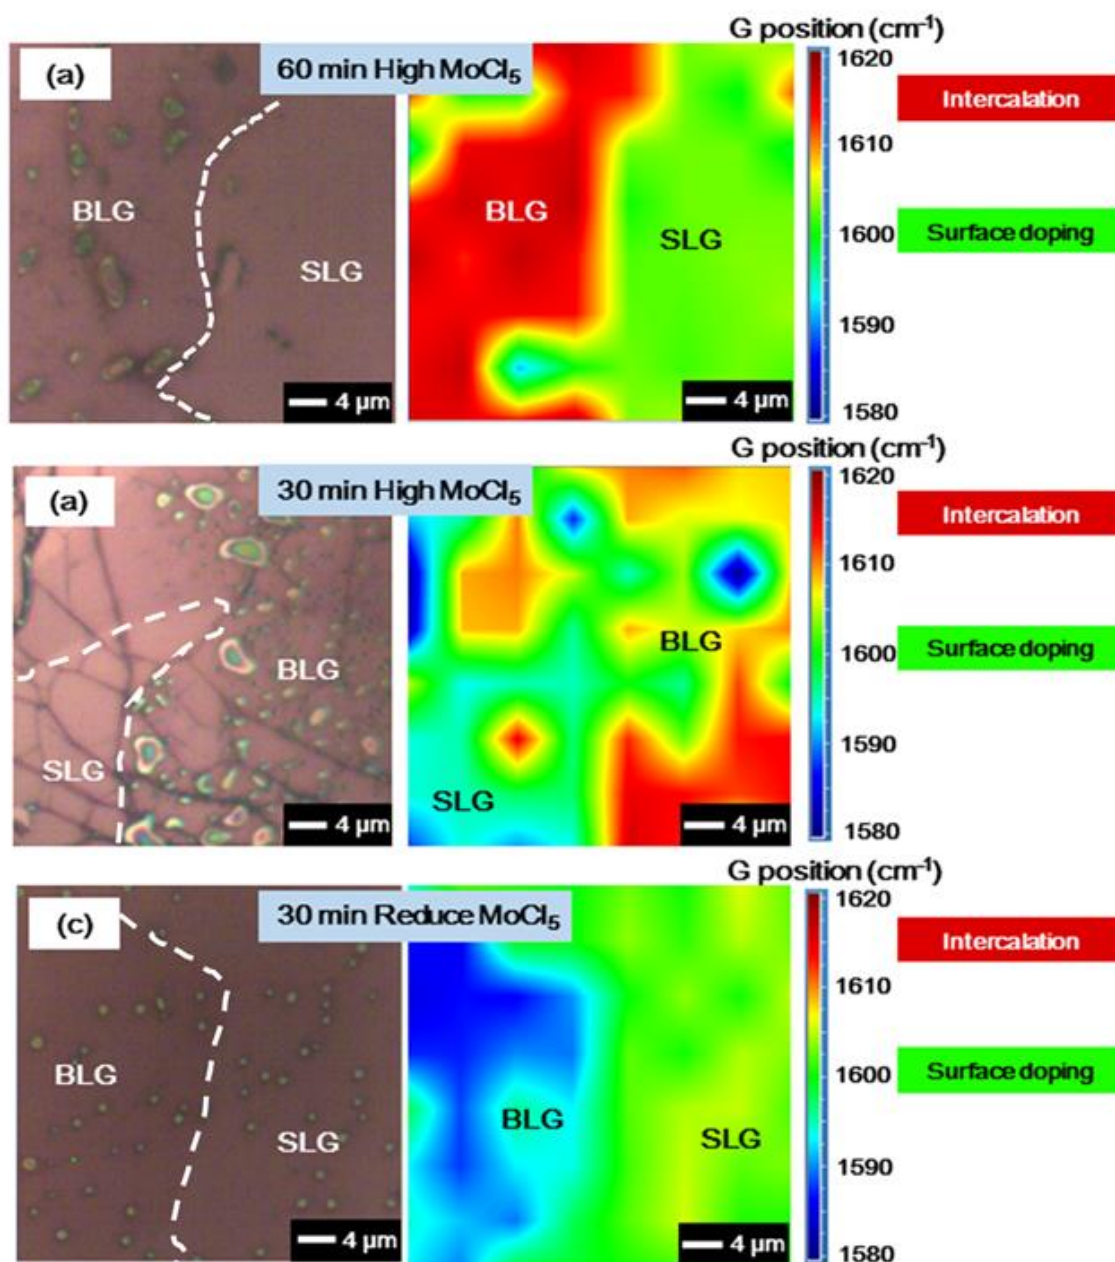 G position (cm⁻¹)
(a)
60 min High MoCl₅
1620
Intercalation
1610
BLG
BLG
SLG
1600
Surface doping
SLG
1590
4 µm
4 µm
1580
G position (cm⁻¹)
(a)
30 min High MoCl₅
1620
Intercalation
1610
BLG
BLG
1600
Surface doping
1590
SLG
SLG
4 µm
4 µm
1580
G position (cm⁻¹)
(c)
30 min Reduce MoCl₅
1620
Intercalation
1610
BLG
1600
Surface doping
BLG
SLG
SLG
1590
4 µm
4 µm
1580